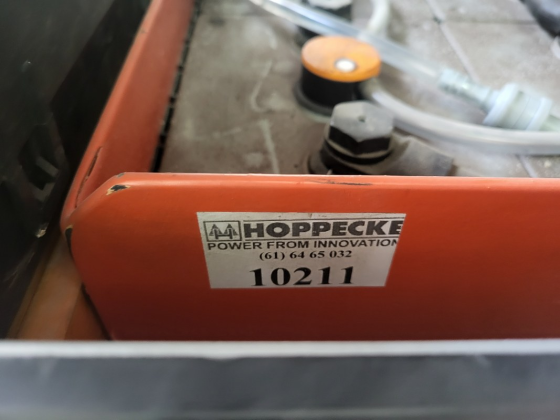 HOPPECKE
POWER FROM INNOVATION
(61) 64 65 032
10211